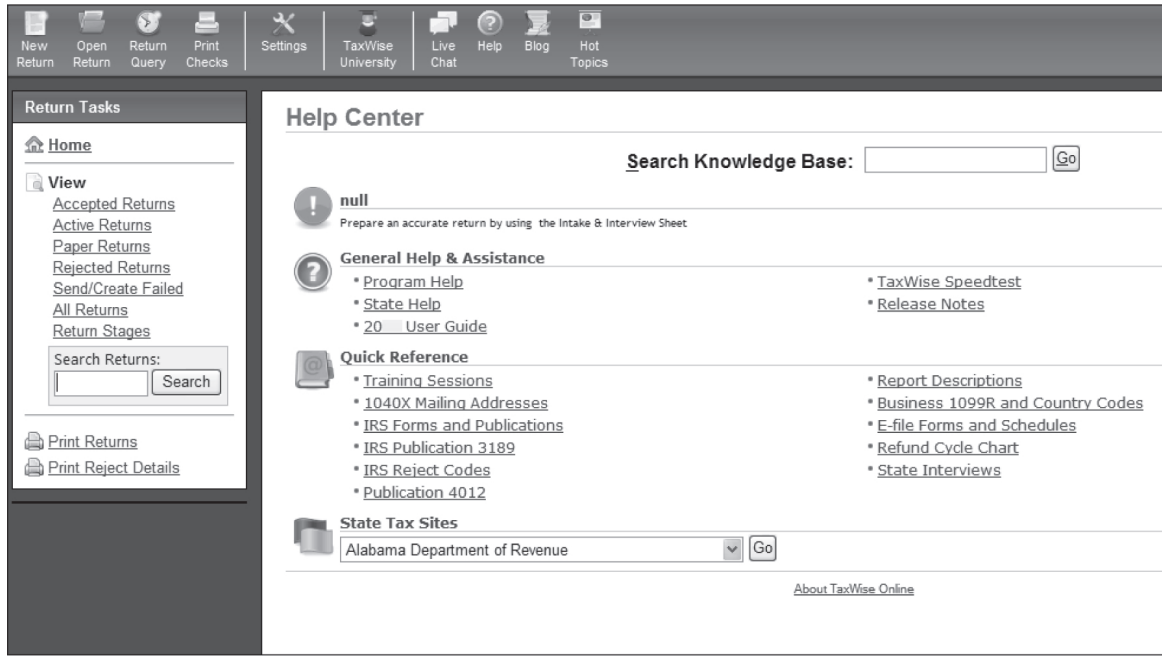 New Return
Open Return
Return Query
Print Checks
Settings
TaxWise University
Live Chat
Help
Blog
Hot Topics
Return Tasks
Home
View
Accepted Returns
Active Returns
Paper Returns
Rejected Returns
Send/Create Failed
All Returns
Return Stages
Search Returns:
Search
Print Returns
Print Reject Details
Help Center
Search Knowledge Base:
Go
null
Prepare an accurate return by using the Intake & Interview Sheet
General Help & Assistance
Program Help
State Help
20 User Guide
TaxWise Speedtest
Release Notes
Quick Reference
Training Sessions
1040X Mailing Addresses
IRS Forms and Publications
IRS Publication 3189
IRS Reject Codes
Publication 4012
Report Descriptions
Business 1099R and Country Codes
E-file Forms and Schedules
Refund Cycle Chart
State Interviews
State Tax Sites
Alabama Department of Revenue
Go
About TaxWise Online